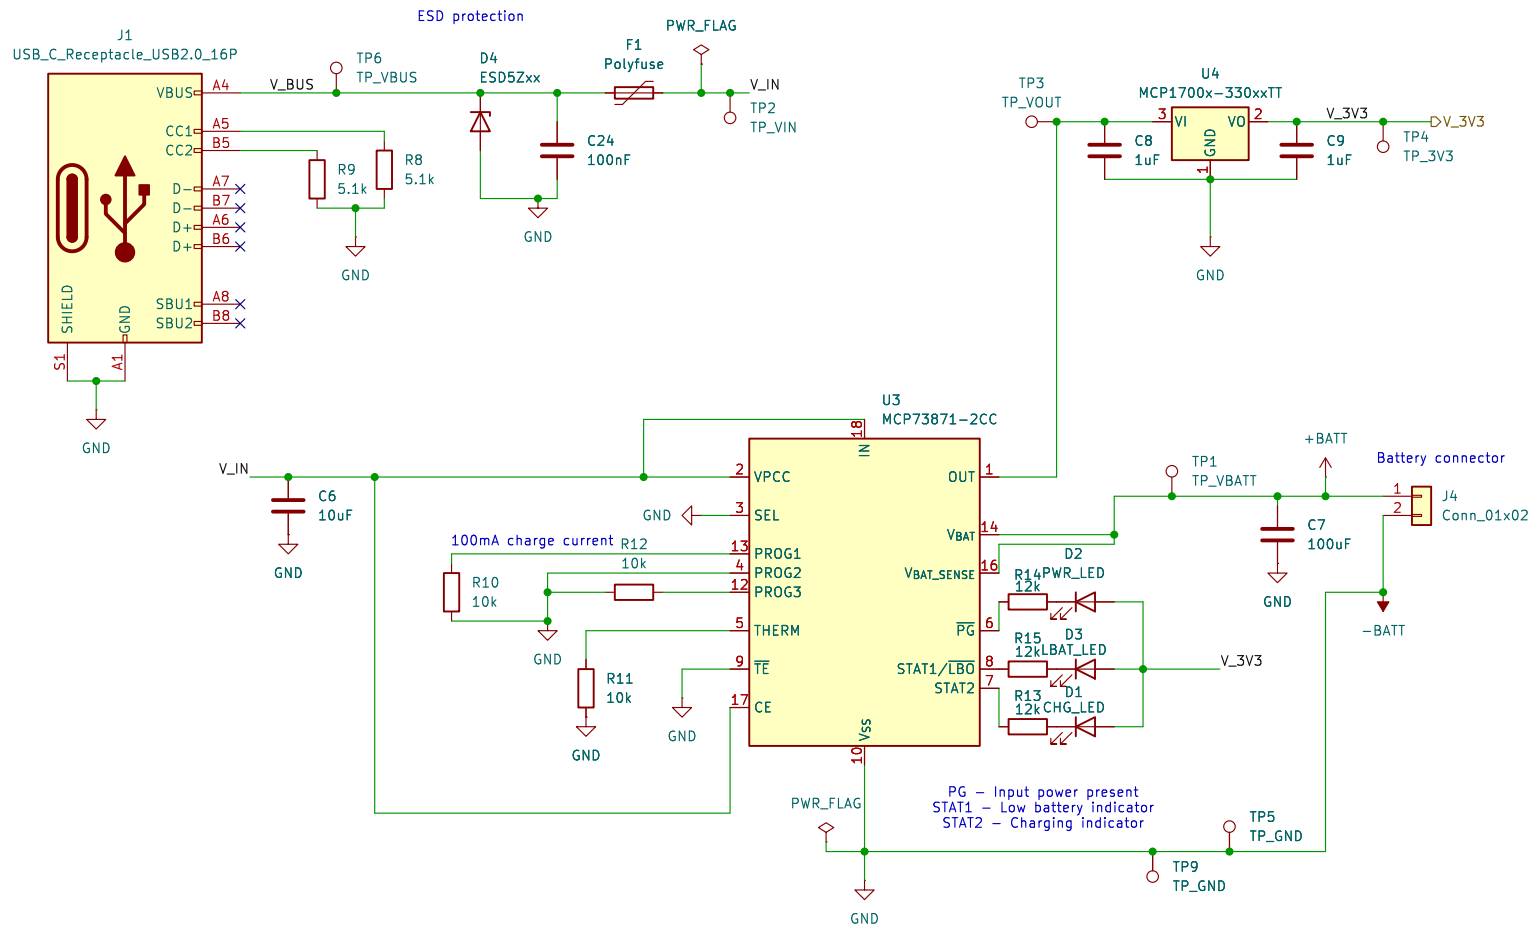 ESD protection
J1
USB_C_Receptacle_USB2.0_16P
VBUS
A4
CC1
A5
CC2
B5
D-
A7
D-
B7
D+
A6
D+
B6
SBU1
A8
SBU2
B8
SHIELD
GND
S1
A1
GND
V_BUS
TP6
TP_VBUS
R9
5.1k
R8
5.1k
GND
D4
ESD5Zxx
C24
100nF
GND
F1
Polyfuse
PWR_FLAG
V_IN
TP2
TP_VIN
TP3
TP_VOUT
U4
MCP1700x-330xxTT
3
VI
VO
2
GND
1
C8
1uF
C9
1uF
V_3V3
V_3V3
TP4
TP_3V3
GND
V_IN
C6
10uF
GND
U3
MCP73871-2CC
18
IN
2
VPCC
3
SEL
GND
13
PROG1
4
PROG2
12
PROG3
5
THERM
9
TE
17
CE
OUT
1
VBAT
14
VBAT_SENSE
16
PG
6
STAT1/LBO
8
STAT2
7
Vss
10
100mA charge current
R12
10k
R10
10k
GND
R11
10k
GND
GND
TP1
TP_VBATT
+BATT
Battery connector
J4
Conn_01x02
1
2
C7
100uF
GND
-BATT
D2
PWR_LED
R14
12k
D3
LBAT_LED
R15
12k
D1
CHG_LED
R13
12k
V_3V3
PG - Input power present
STAT1 - Low battery indicator
STAT2 - Charging indicator
PWR_FLAG
GND
TP5
TP_GND
TP9
TP_GND